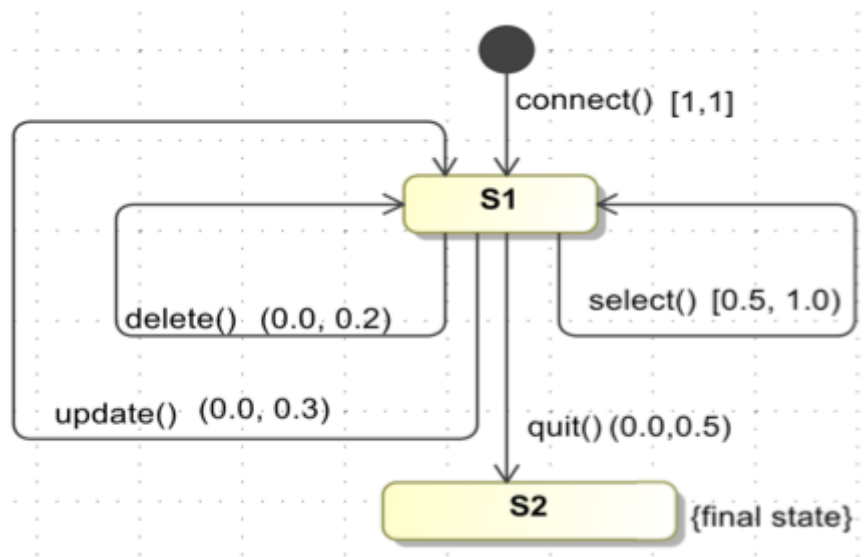 connect() [1,1]
S1
select() [0.5, 1.0)
delete() (0.0, 0.2)
update() (0.0, 0.3)
quit() (0.0,0.5)
S2
{final state}